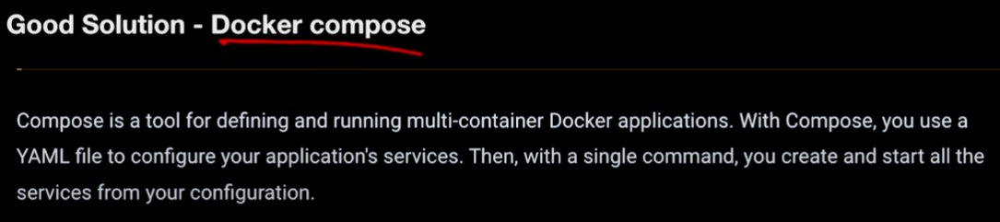 Good Solution - Docker compose
Compose is a tool for defining and running multi-container Docker applications. With Compose, you use a
YAML file to configure your application's services. Then, with a single command, you create and start all the
services from your configuration.